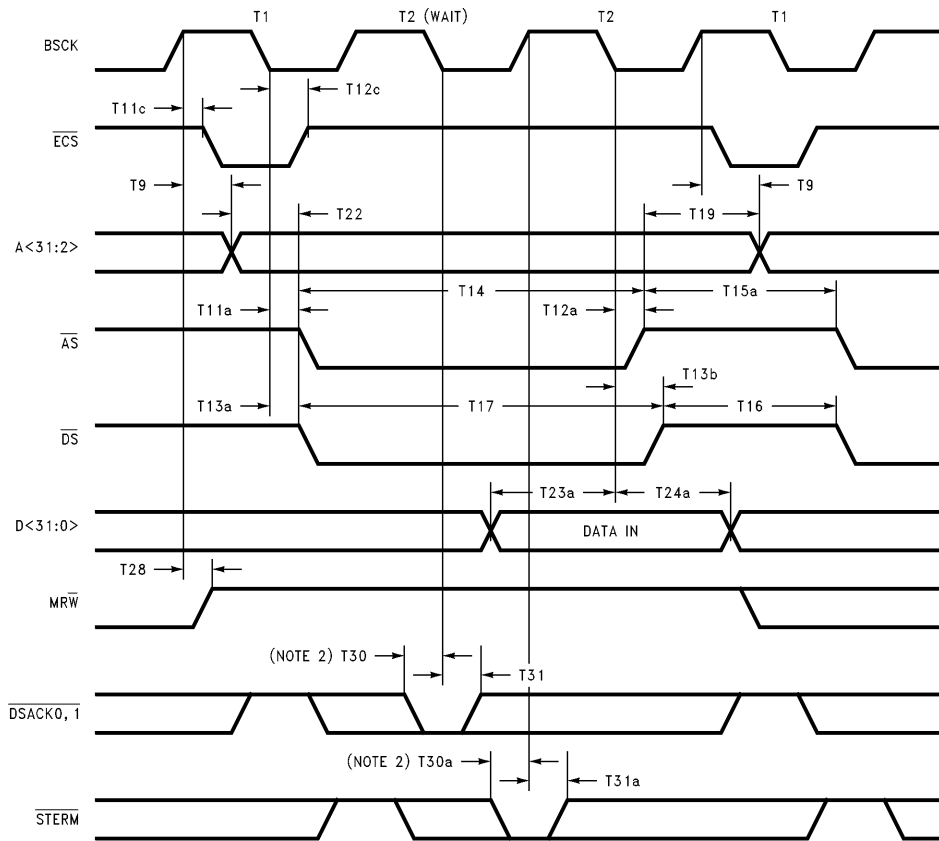 T1 T2 (WAIT) T2 T1
BSCK
T12c
T11c
ECS
T9 T9
T22 T19
A<31:2>
T14 T15a
T11a T12a
AS
T13b
T13a T17 T16
DS
T23a T24a
D<31:0> DATA IN
T28
MRW
(NOTE 2) T30
T31
DSACK0, 1
(NOTE 2) T30a
T31a
STERM